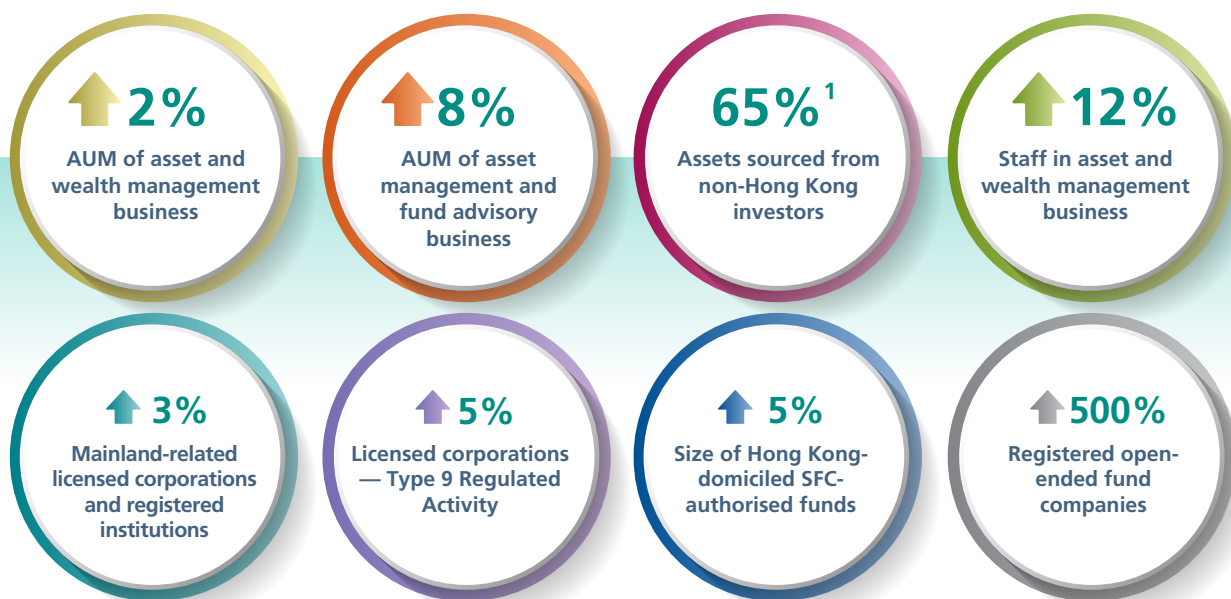 2%
AUM of asset and
wealth management
business
8%
AUM of asset
management and
fund advisory
business
65%¹
Assets sourced from
non-Hong Kong
investors
12%
Staff in asset and
wealth management
business
3%
Mainland-related
licensed corporations
and registered
institutions
5%
Licensed corporations
— Type 9 Regulated
Activity
5%
Size of Hong Kong-
domiciled SFC-
authorised funds
500%
Registered open-
ended fund
companies